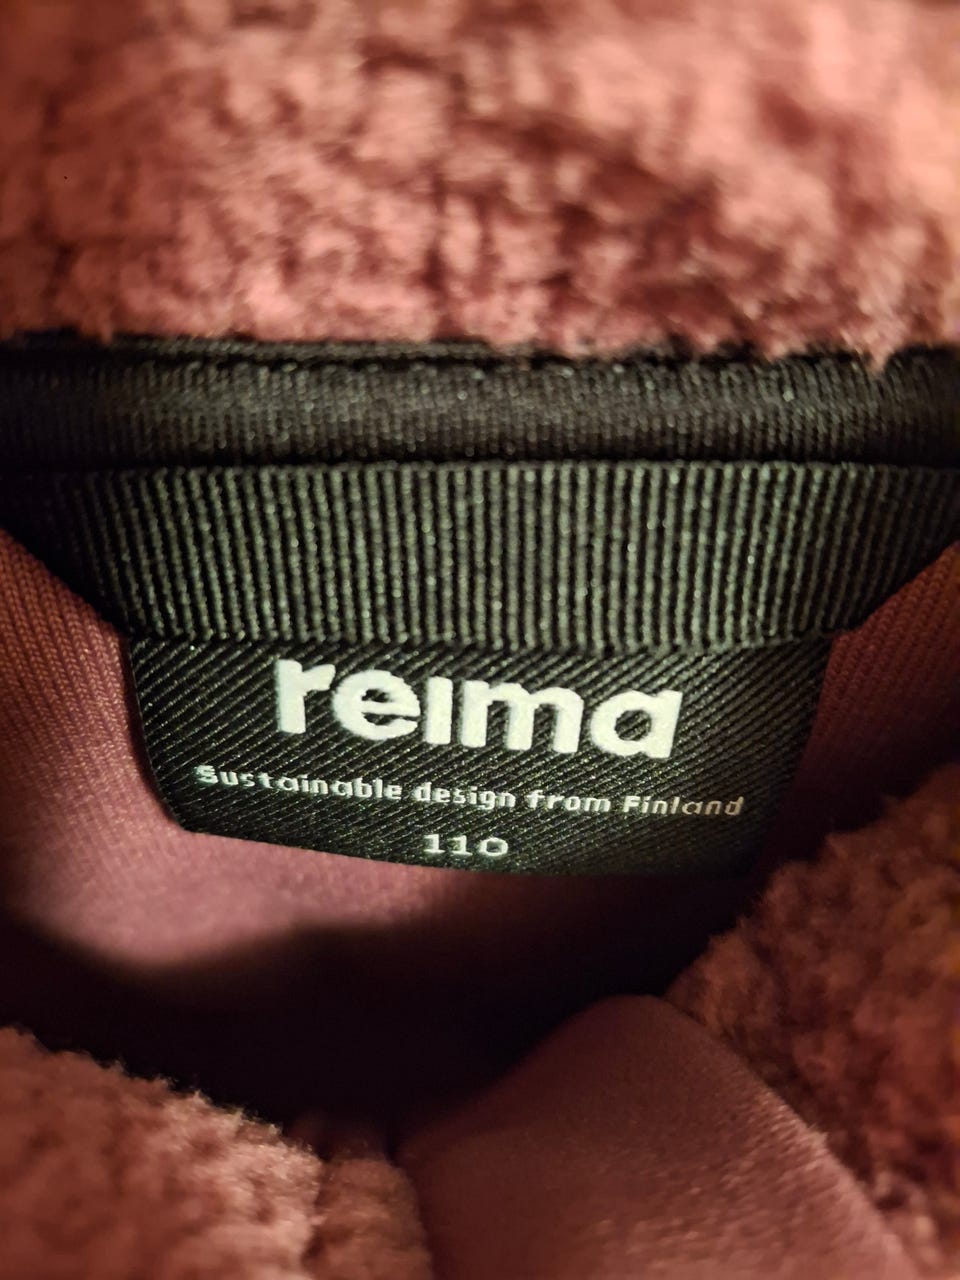 reima
Sustainable design from Finland
110